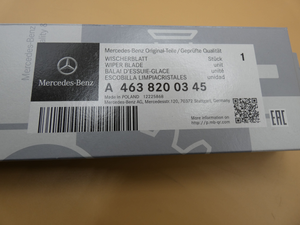 Mercedes-Benz Original-Teile / Geprüfte Qualität
WISCHERBLATT Stück 1
WIPER BLADE unit
BALAI D'ESSUIE-GLACE unité
ESCOBILLA LIMPIACRISTALES unidad
Mercedes-Benz
A 463 820 03 45
Made in POLAND
Mercedes-Benz AG, Mercedesstr. 120, 70372 Stuttgart, Germany
More Information on
EAC